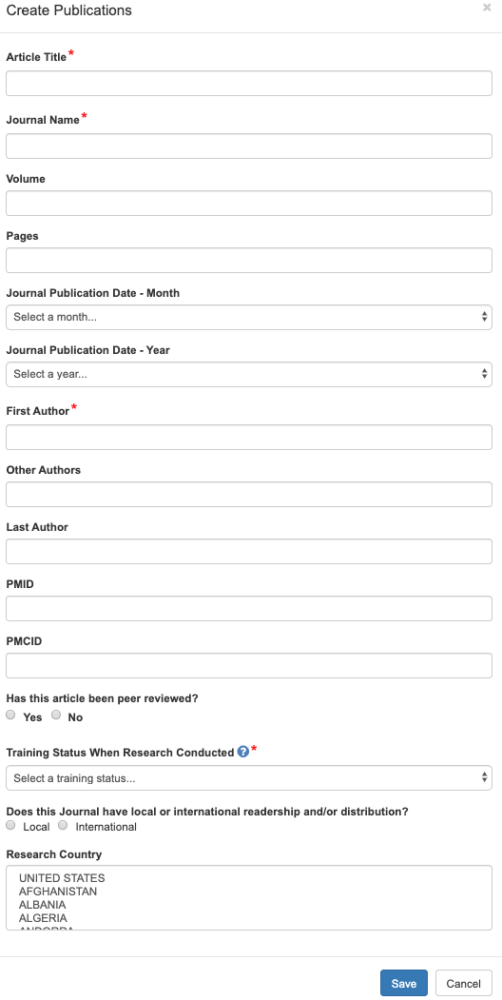 Create Publications ×
Article Title*
Journal Name*
Volume
Pages
Journal Publication Date - Month
Select a month...
Journal Publication Date - Year
Select a year...
First Author*
Other Authors
Last Author
PMID
PMCID
Has this article been peer reviewed?
Yes No
Training Status When Research Conducted ?*
Select a training status...
Does this Journal have local or international readership and/or distribution?
Local International
Research Country
UNITED STATES
AFGHANISTAN
ALBANIA
ALGERIA
ANDORRA
Save Cancel